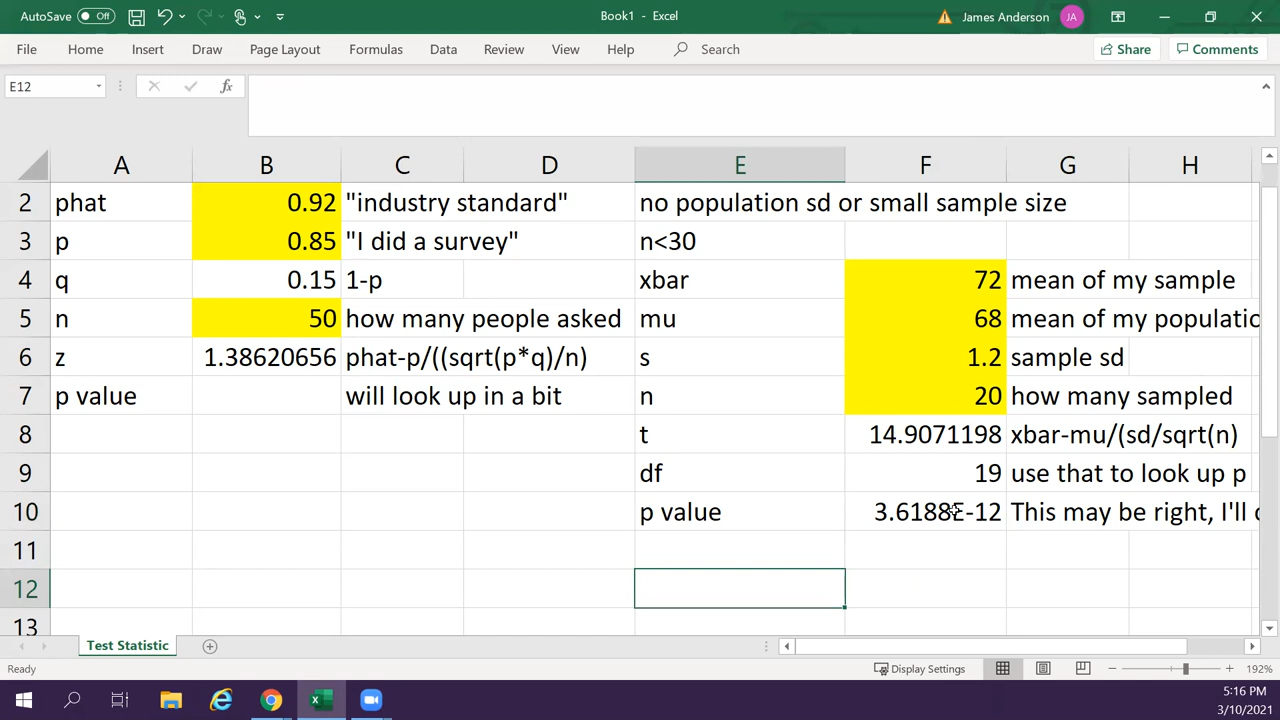 AutoSave Off
Book1 - Excel
James Anderson JA
File Home Insert Draw Page Layout Formulas Data Review View Help Search Share Comments
E12 fx
A B C D E F G H
2 phat 0.92 "industry standard" no population sd or small sample size
3 p 0.85 "I did a survey" n<30
4 q 0.15 1-p xbar 72 mean of my sample
5 n 50 how many people asked mu 68 mean of my populatio
6 z 1.38620656 phat-p/((sqrt(p*q)/n) s 1.2 sample sd
7 p value will look up in a bit n 20 how many sampled
8 t 14.9071198 xbar-mu/(sd/sqrt(n)
9 df 19 use that to look up p
10 p value 3.6188E-12 This may be right, I'll
11
12
13
Test Statistic
Ready Display Settings 192%
5:16 PM
3/10/2021